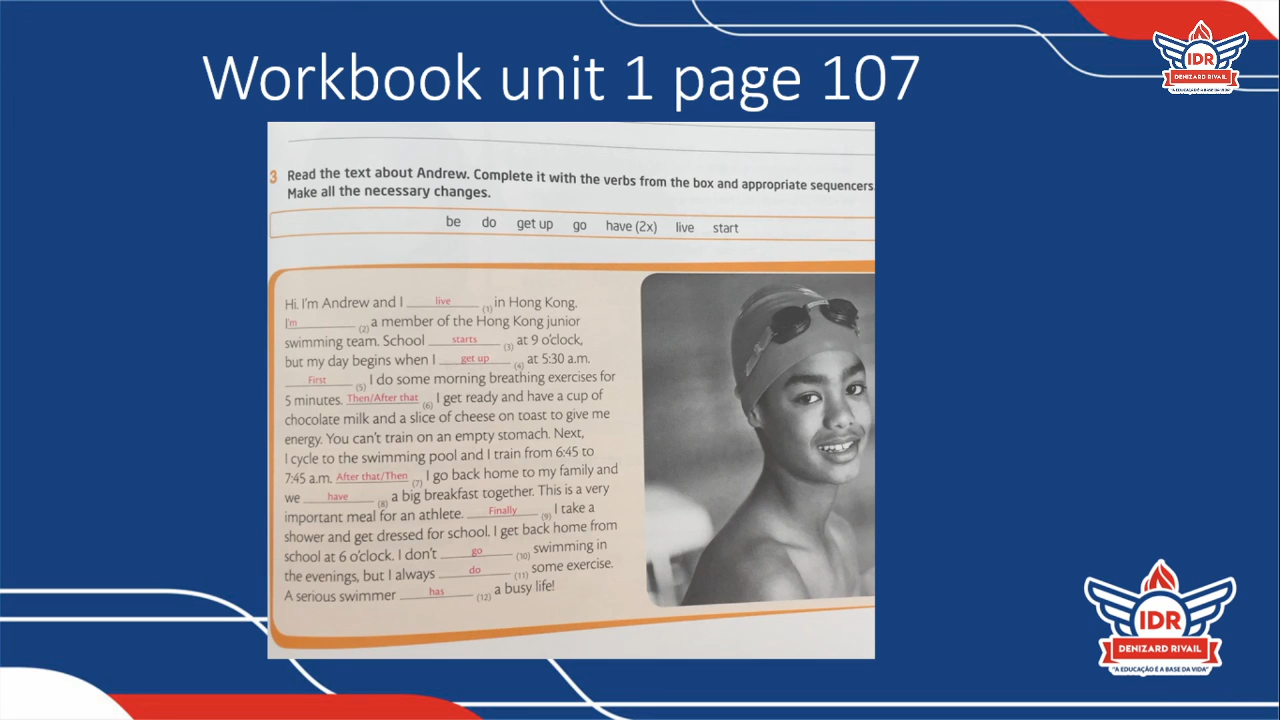 Workbook unit 1 page 107
IDR
DENIZARD RIVAIL
"A EDUCAÇÃO É A BASE DA VIDA"
3 Read the text about Andrew. Complete it with the verbs from the box and appropriate sequencers.
Make all the necessary changes.
be do get up go have (2x) live start
Hi. I'm Andrew and I live (1) in Hong Kong.
I'm (2) a member of the Hong Kong junior
swimming team. School starts (3) at 9 o'clock,
but my day begins when I get up (4) at 5:30 a.m.
First (5) I do some morning breathing exercises for
5 minutes. Then/After that (6) I get ready and have a cup of
chocolate milk and a slice of cheese on toast to give me
energy. You can't train on an empty stomach. Next,
I cycle to the swimming pool and I train from 6:45 to
7:45 a.m. After that/Then (7) I go back home to my family and
we have (8) a big breakfast together. This is a very
important meal for an athlete. Finally (9) I take a
shower and get dressed for school. I get back home from
school at 6 o'clock. I don't go (10) swimming in
the evenings, but I always do (11) some exercise.
A serious swimmer has (12) a busy life!
IDR
DENIZARD RIVAIL
"A EDUCAÇÃO É A BASE DA VIDA"